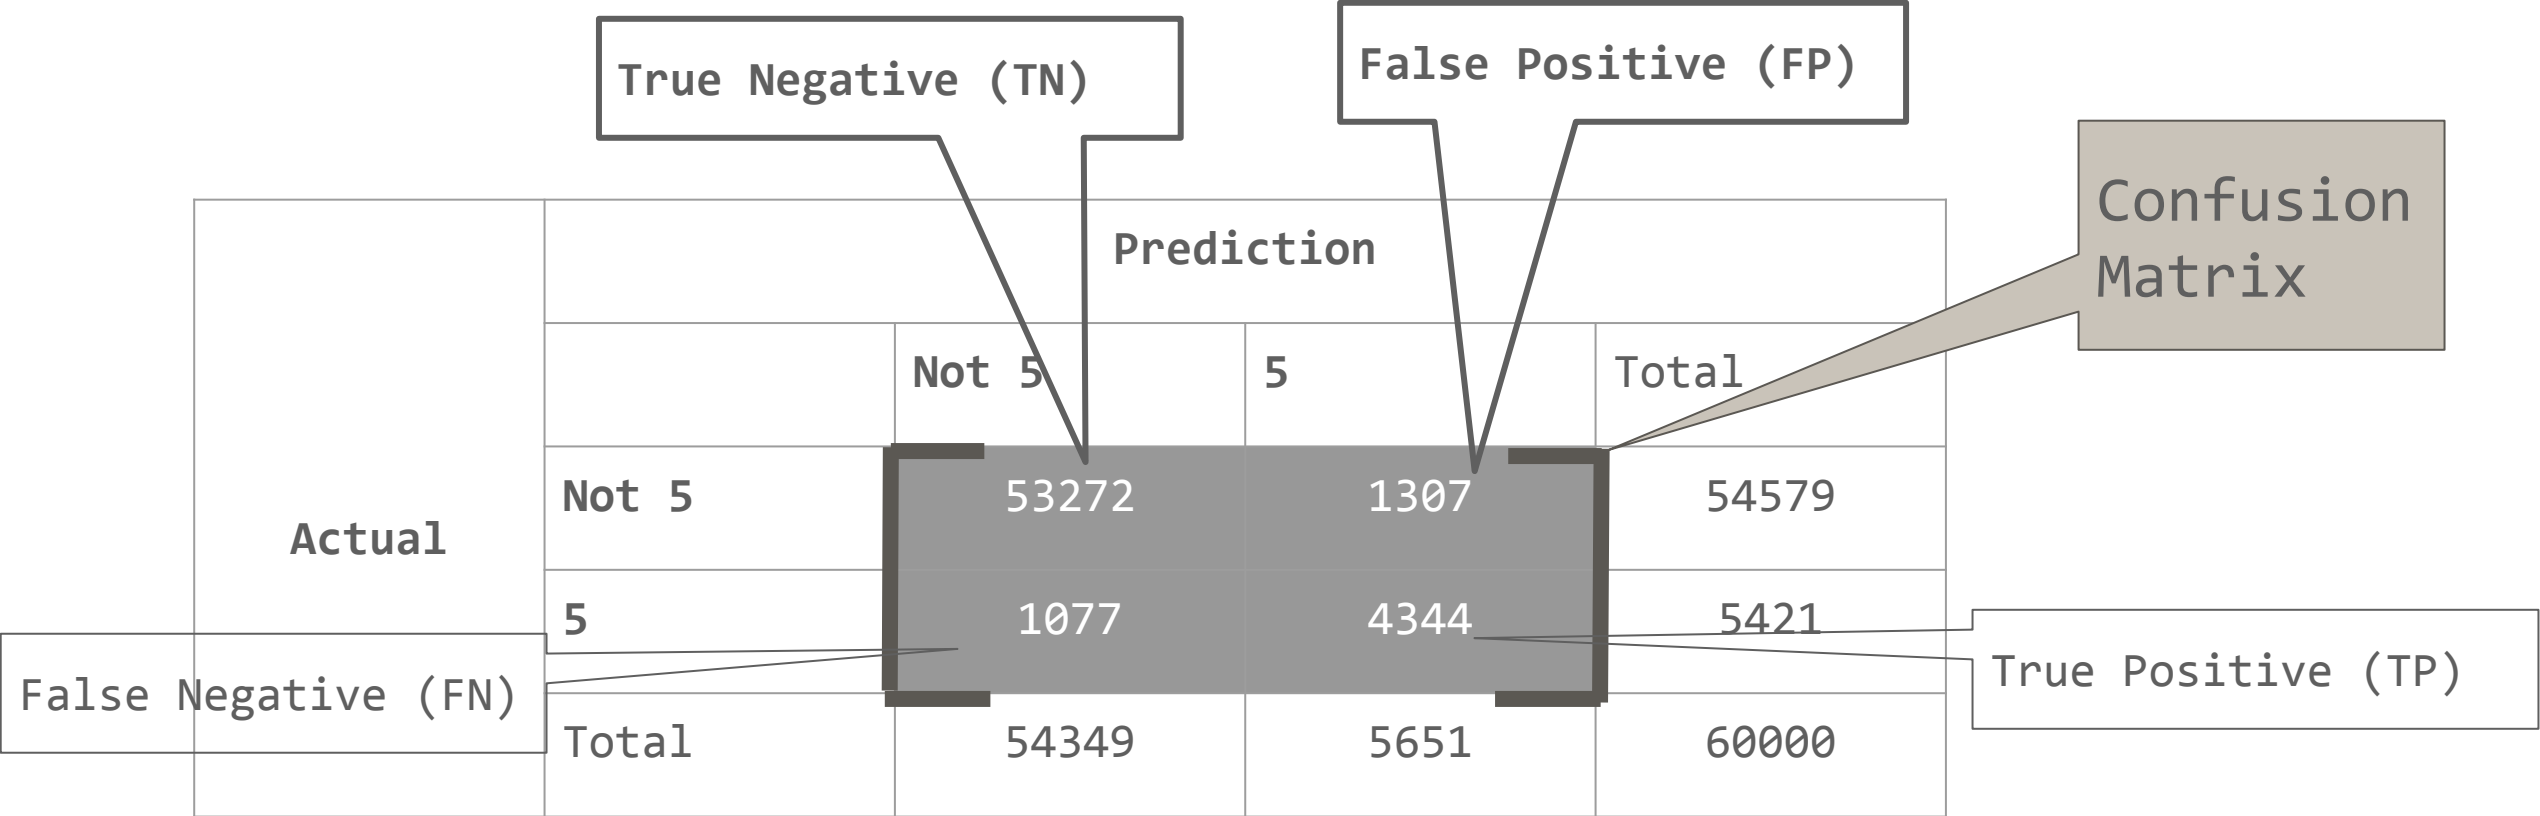 True Negative (TN)
False Positive (FP)
Confusion
Matrix
Prediction
Not 5 5 Total
Actual
Not 5 53272 1307 54579
5 1077 4344 5421
False Negative (FN)
True Positive (TP)
Total 54349 5651 60000